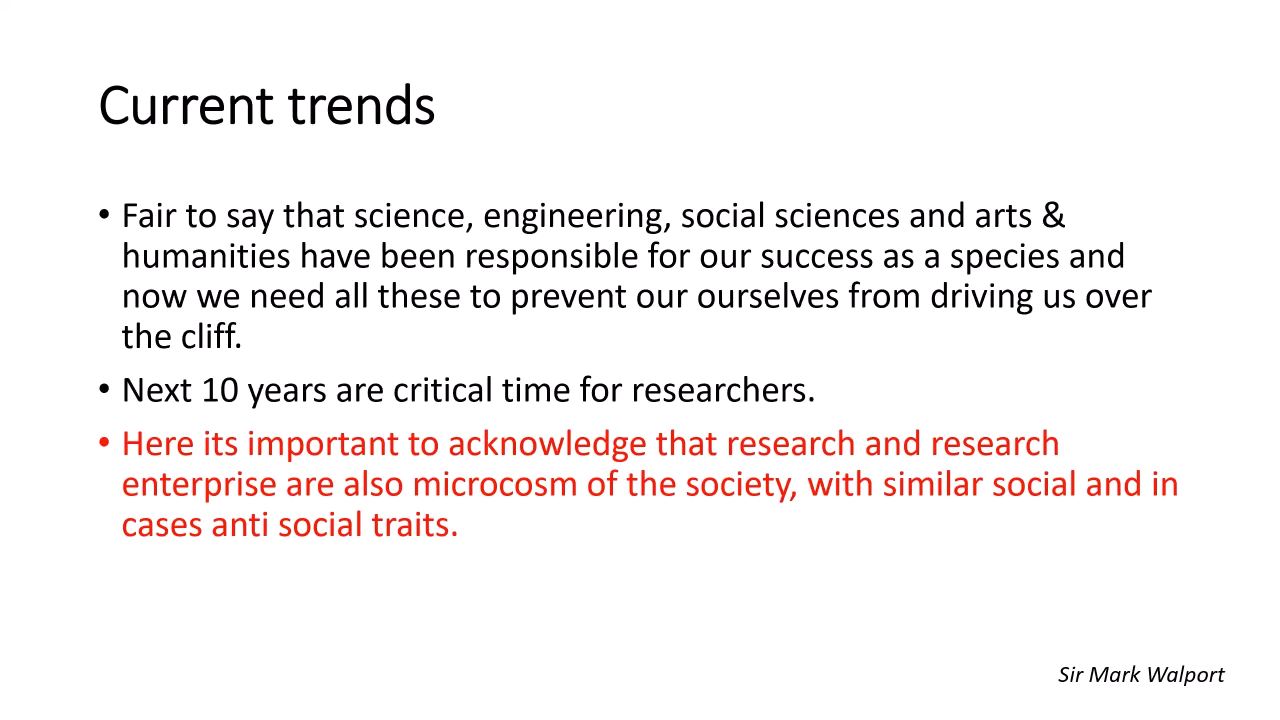 Current trends
• Fair to say that science, engineering, social sciences and arts &
humanities have been responsible for our success as a species and
now we need all these to prevent our ourselves from driving us over
the cliff.
• Next 10 years are critical time for researchers.
• Here its important to acknowledge that research and research
enterprise are also microcosm of the society, with similar social and in
cases anti social traits.
Sir Mark Walport